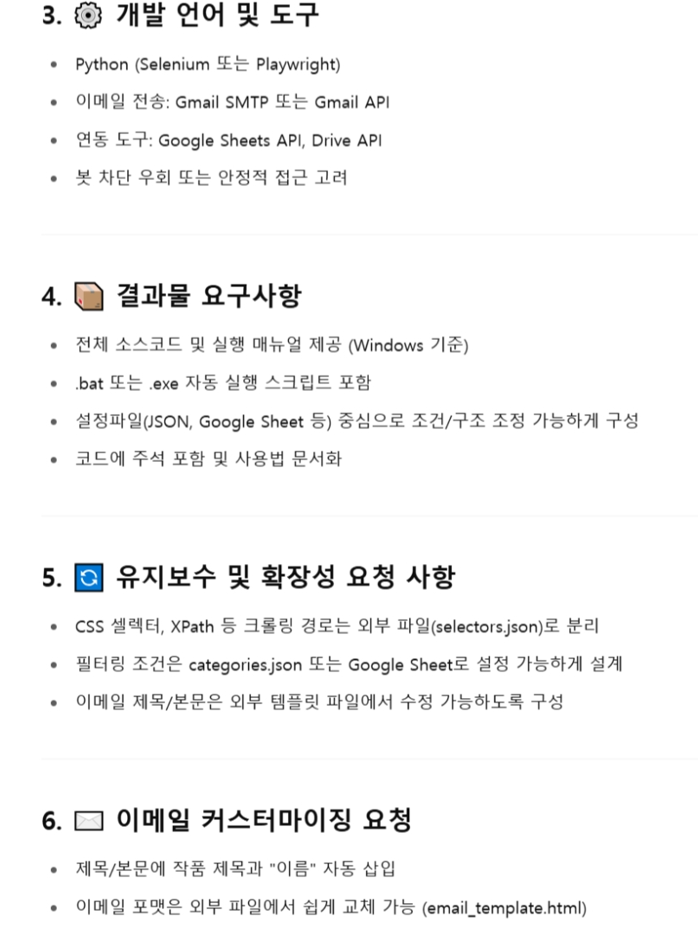 3. ⚙️ 개발 언어 및 도구
• Python (Selenium 또는 Playwright)
• 이메일 전송: Gmail SMTP 또는 Gmail API
• 연동 도구: Google Sheets API, Drive API
• 봇 차단 우회 또는 안정적 접근 고려
4. 📦 결과물 요구사항
• 전체 소스코드 및 실행 매뉴얼 제공 (Windows 기준)
• .bat 또는 .exe 자동 실행 스크립트 포함
• 설정파일(JSON, Google Sheet 등) 중심으로 조건/구조 조정 가능하게 구성
• 코드에 주석 포함 및 사용법 문서화
5. 🔄 유지보수 및 확장성 요청 사항
• CSS 셀렉터, XPath 등 크롤링 경로는 외부 파일(selectors.json)로 분리
• 필터링 조건은 categories.json 또는 Google Sheet로 설정 가능하게 설계
• 이메일 제목/본문은 외부 템플릿 파일에서 수정 가능하도록 구성
6. ✉️ 이메일 커스터마이징 요청
• 제목/본문에 작품 제목과 "이름" 자동 삽입
• 이메일 포맷은 외부 파일에서 쉽게 교체 가능 (email_template.html)